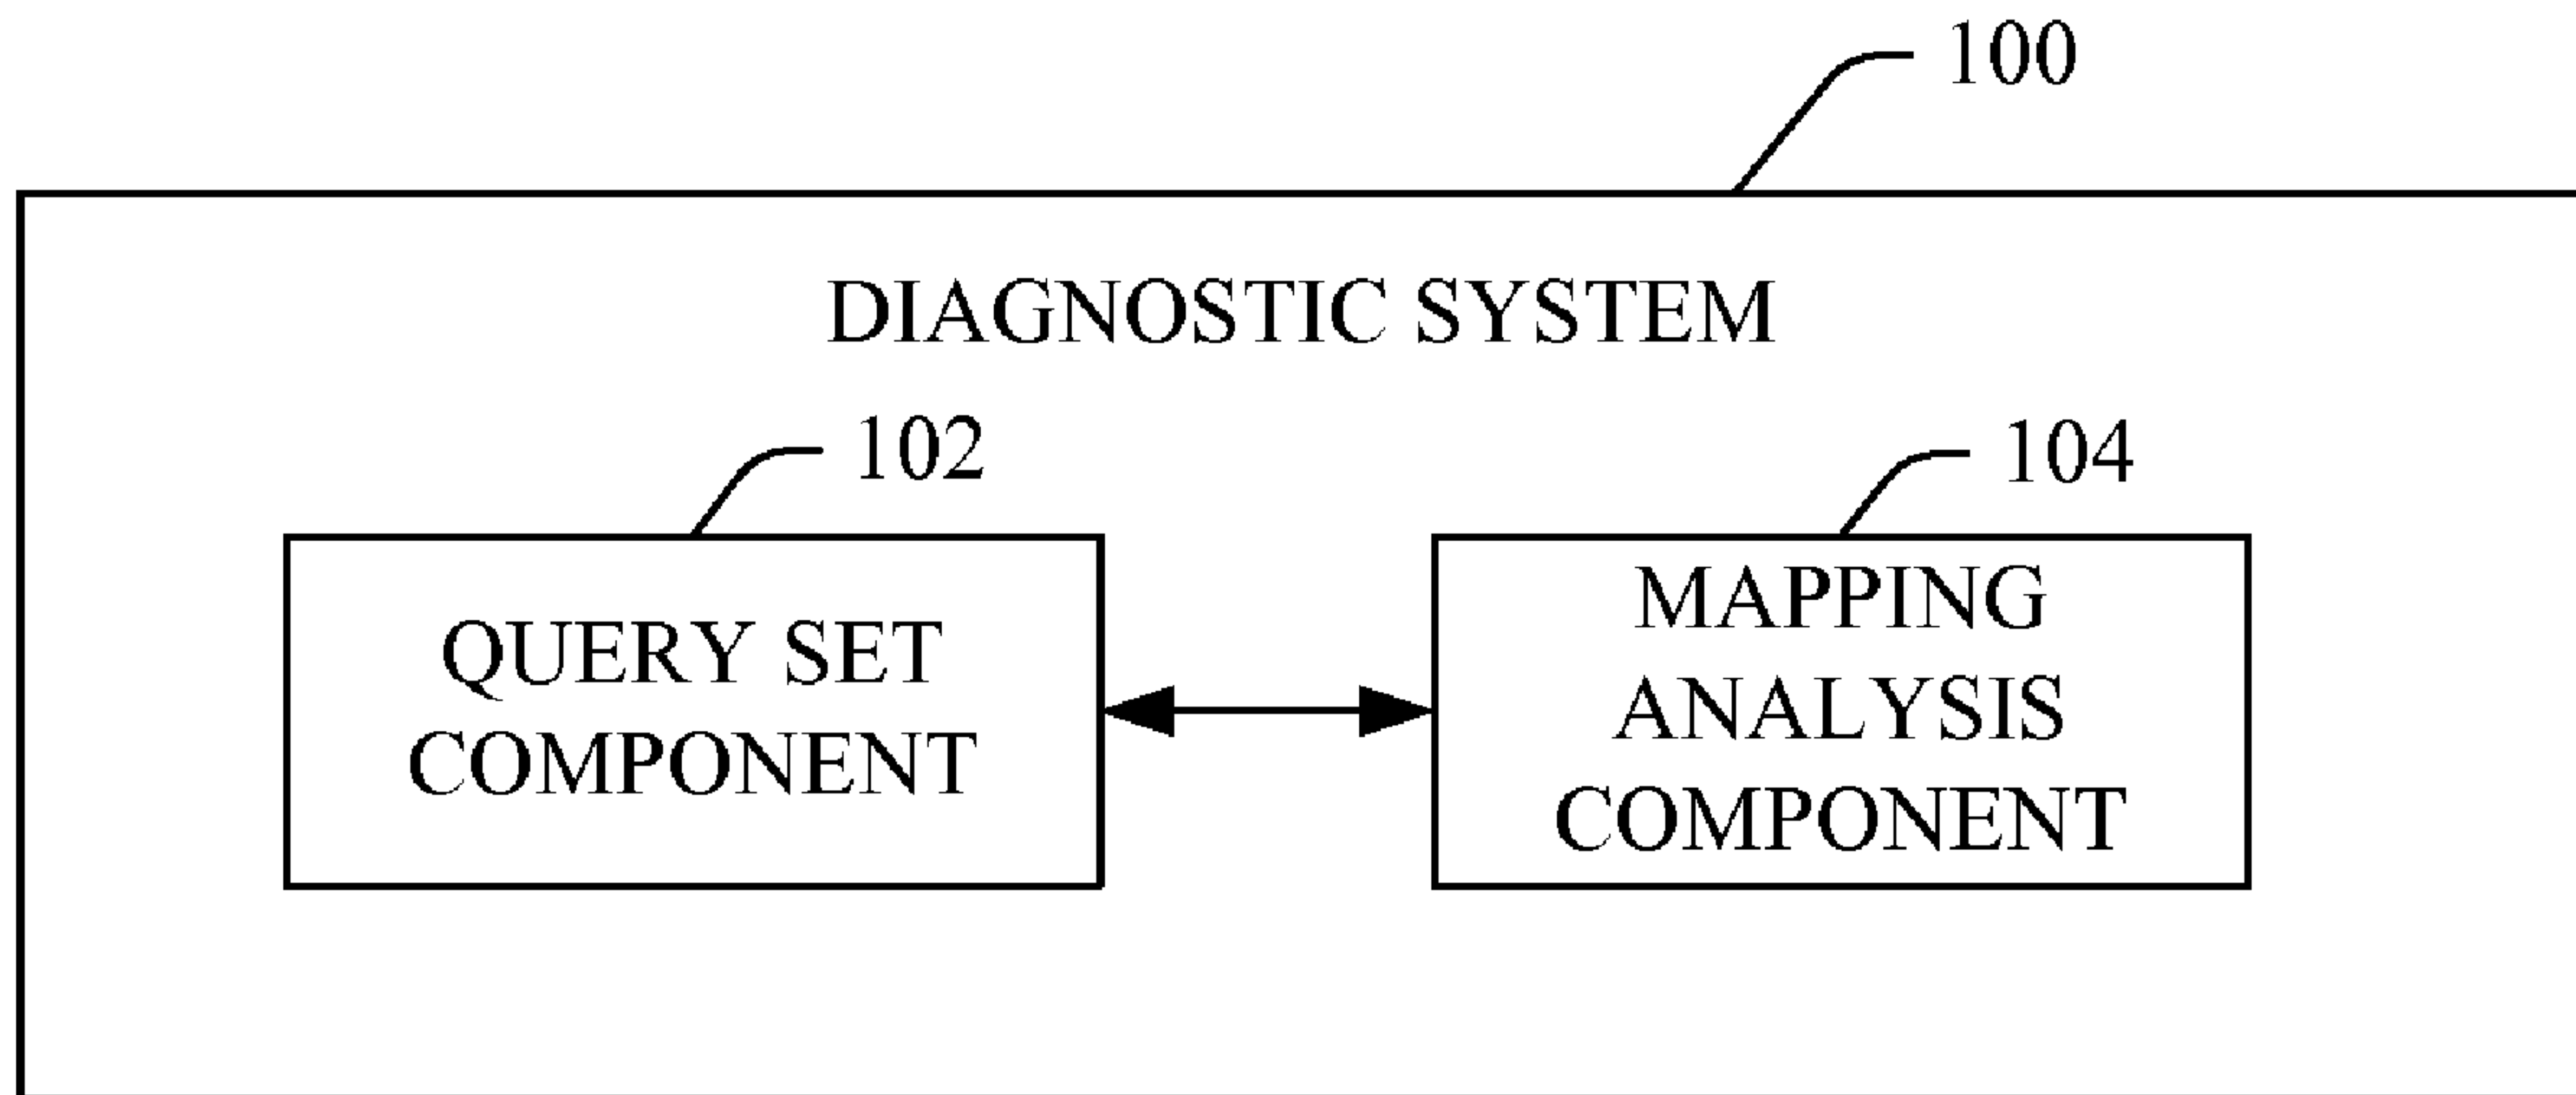 100
DIAGNOSTIC SYSTEM
102
104
QUERY SET
COMPONENT
MAPPING
ANALYSIS
COMPONENT